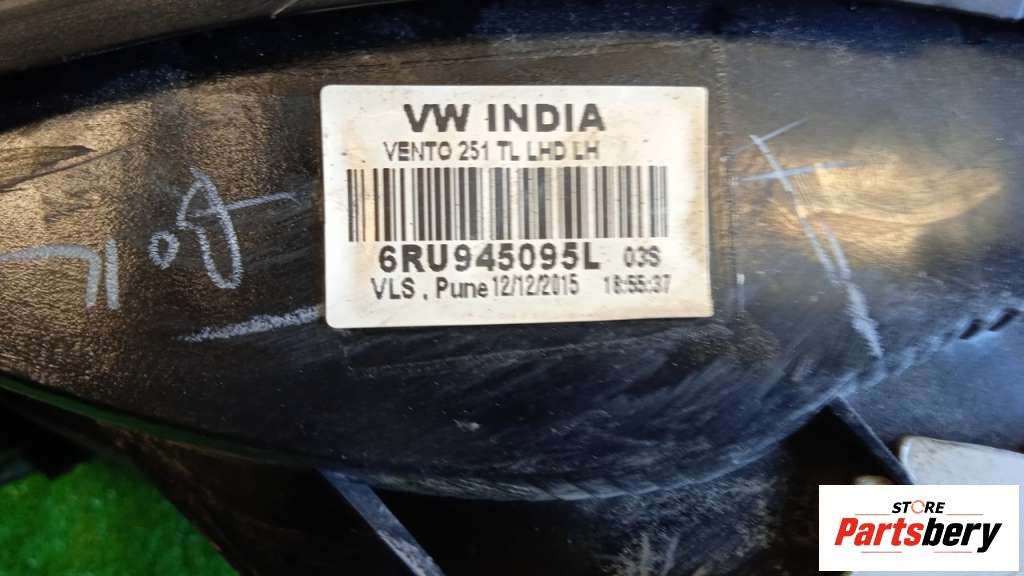 VW INDIA
VENTO 251 TL LHD LH
6RU945095L 03S
VLS , Pune 12/12/2015 18:55:37
STORE
Partsbery